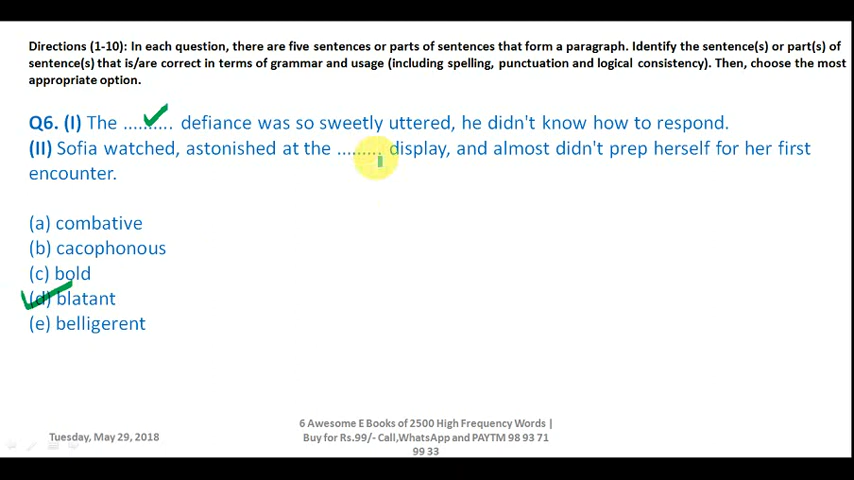 Directions (1-10): In each question, there are five sentences or parts of sentences that form a paragraph. Identify the sentence(s) or part(s) of
sentence(s) that is/are correct in terms of grammar and usage (including spelling, punctuation and logical consistency). Then, choose the most
appropriate option.
Q6. (I) The .......... defiance was so sweetly uttered, he didn't know how to respond.
(II) Sofia watched, astonished at the ......... display, and almost didn't prep herself for her first
encounter.
(a) combative
(b) cacophonous
(c) bold
(d) blatant
(e) belligerent
6 Awesome E Books of 2500 High Frequency Words |
Tuesday, May 29, 2018
Buy for Rs.99/- Call,WhatsApp and PAYTM 98 93 71
99 33